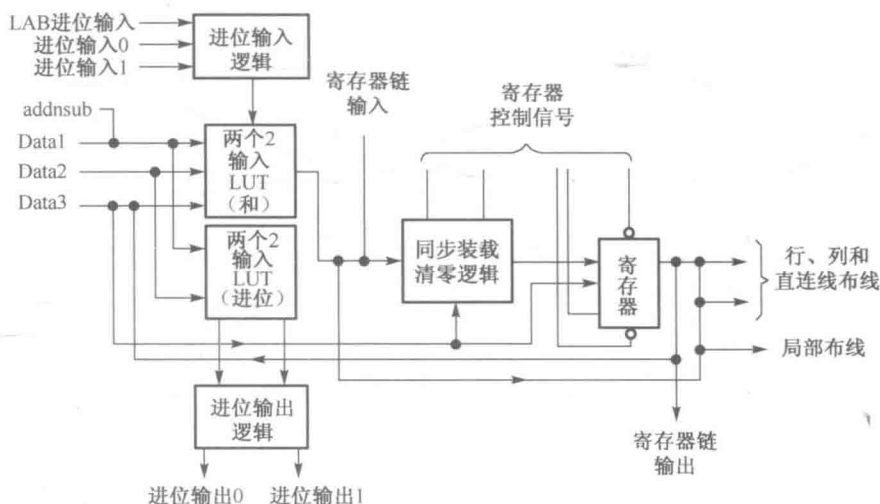 LAB进位输入
进位输入0
进位输入1
进位输入
逻辑
addnsub
Data1
Data2
Data3
两个2
输入
LUT
（和）
两个2
输入
LUT
（进位）
寄存器链
输入
寄存器
控制信号
同步装载
清零逻辑
寄
存
器
行、列和
直连线布线
局部布线
进位输出
逻辑
寄存器链
输出
进位输出0
进位输出1